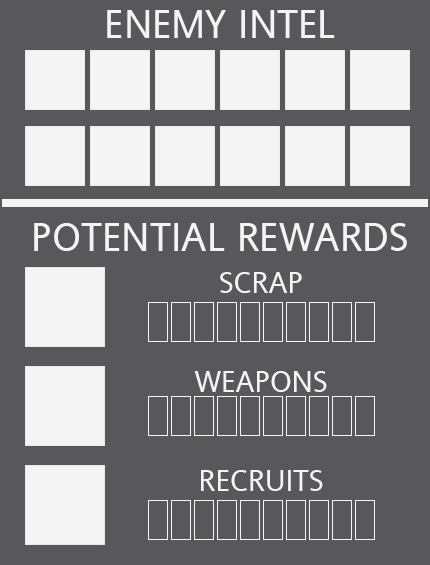 ENEMY INTEL
POTENTIAL REWARDS
SCRAP
WEAPONS
RECRUITS